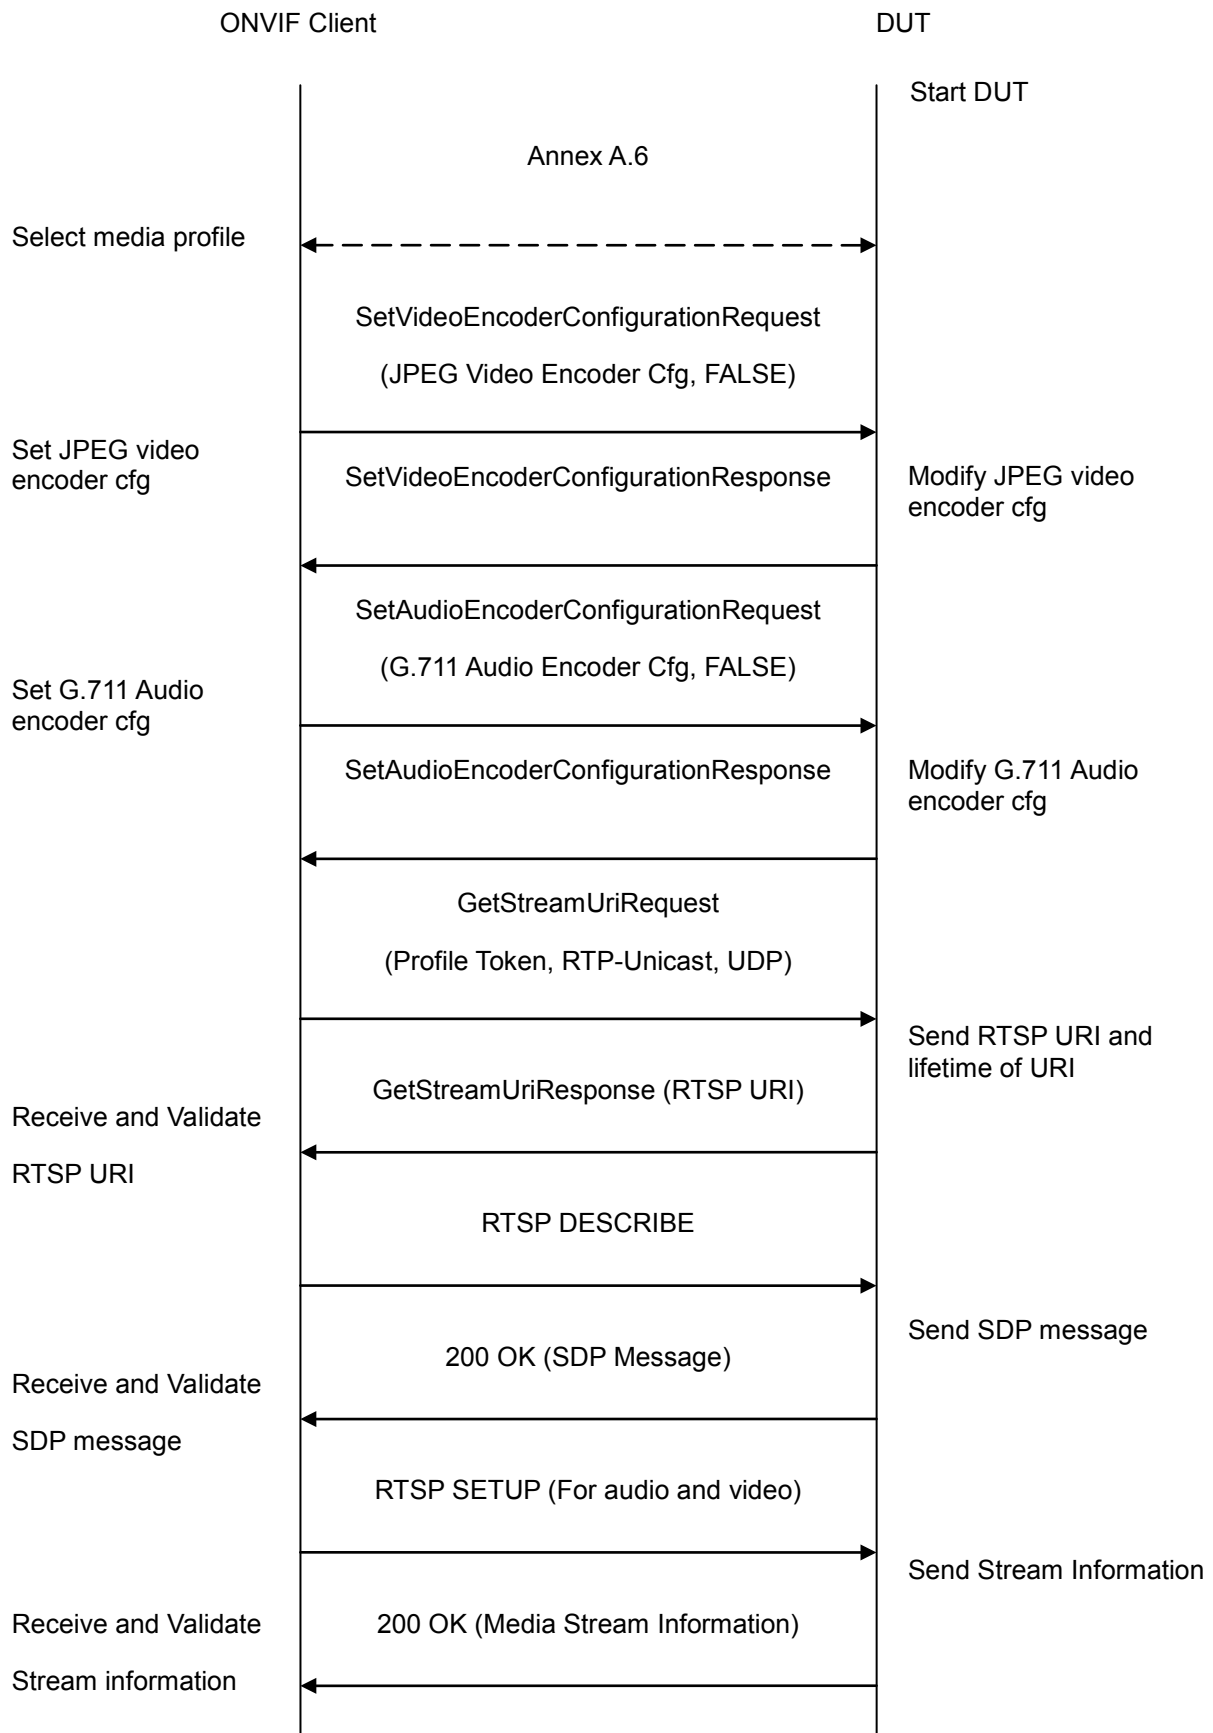 ONVIF Client
DUT
Start DUT
Annex A.6
Select media profile
SetVideoEncoderConfigurationRequest
(JPEG Video Encoder Cfg, FALSE)
Set JPEG video
encoder cfg
SetVideoEncoderConfigurationResponse
Modify JPEG video
encoder cfg
SetAudioEncoderConfigurationRequest
(G.711 Audio Encoder Cfg, FALSE)
Set G.711 Audio
encoder cfg
SetAudioEncoderConfigurationResponse
Modify G.711 Audio
encoder cfg
GetStreamUriRequest
(Profile Token, RTP-Unicast, UDP)
Send RTSP URI and
lifetime of URI
GetStreamUriResponse (RTSP URI)
Receive and Validate
RTSP URI
RTSP DESCRIBE
Send SDP message
200 OK (SDP Message)
Receive and Validate
SDP message
RTSP SETUP (For audio and video)
Send Stream Information
200 OK (Media Stream Information)
Receive and Validate
Stream information